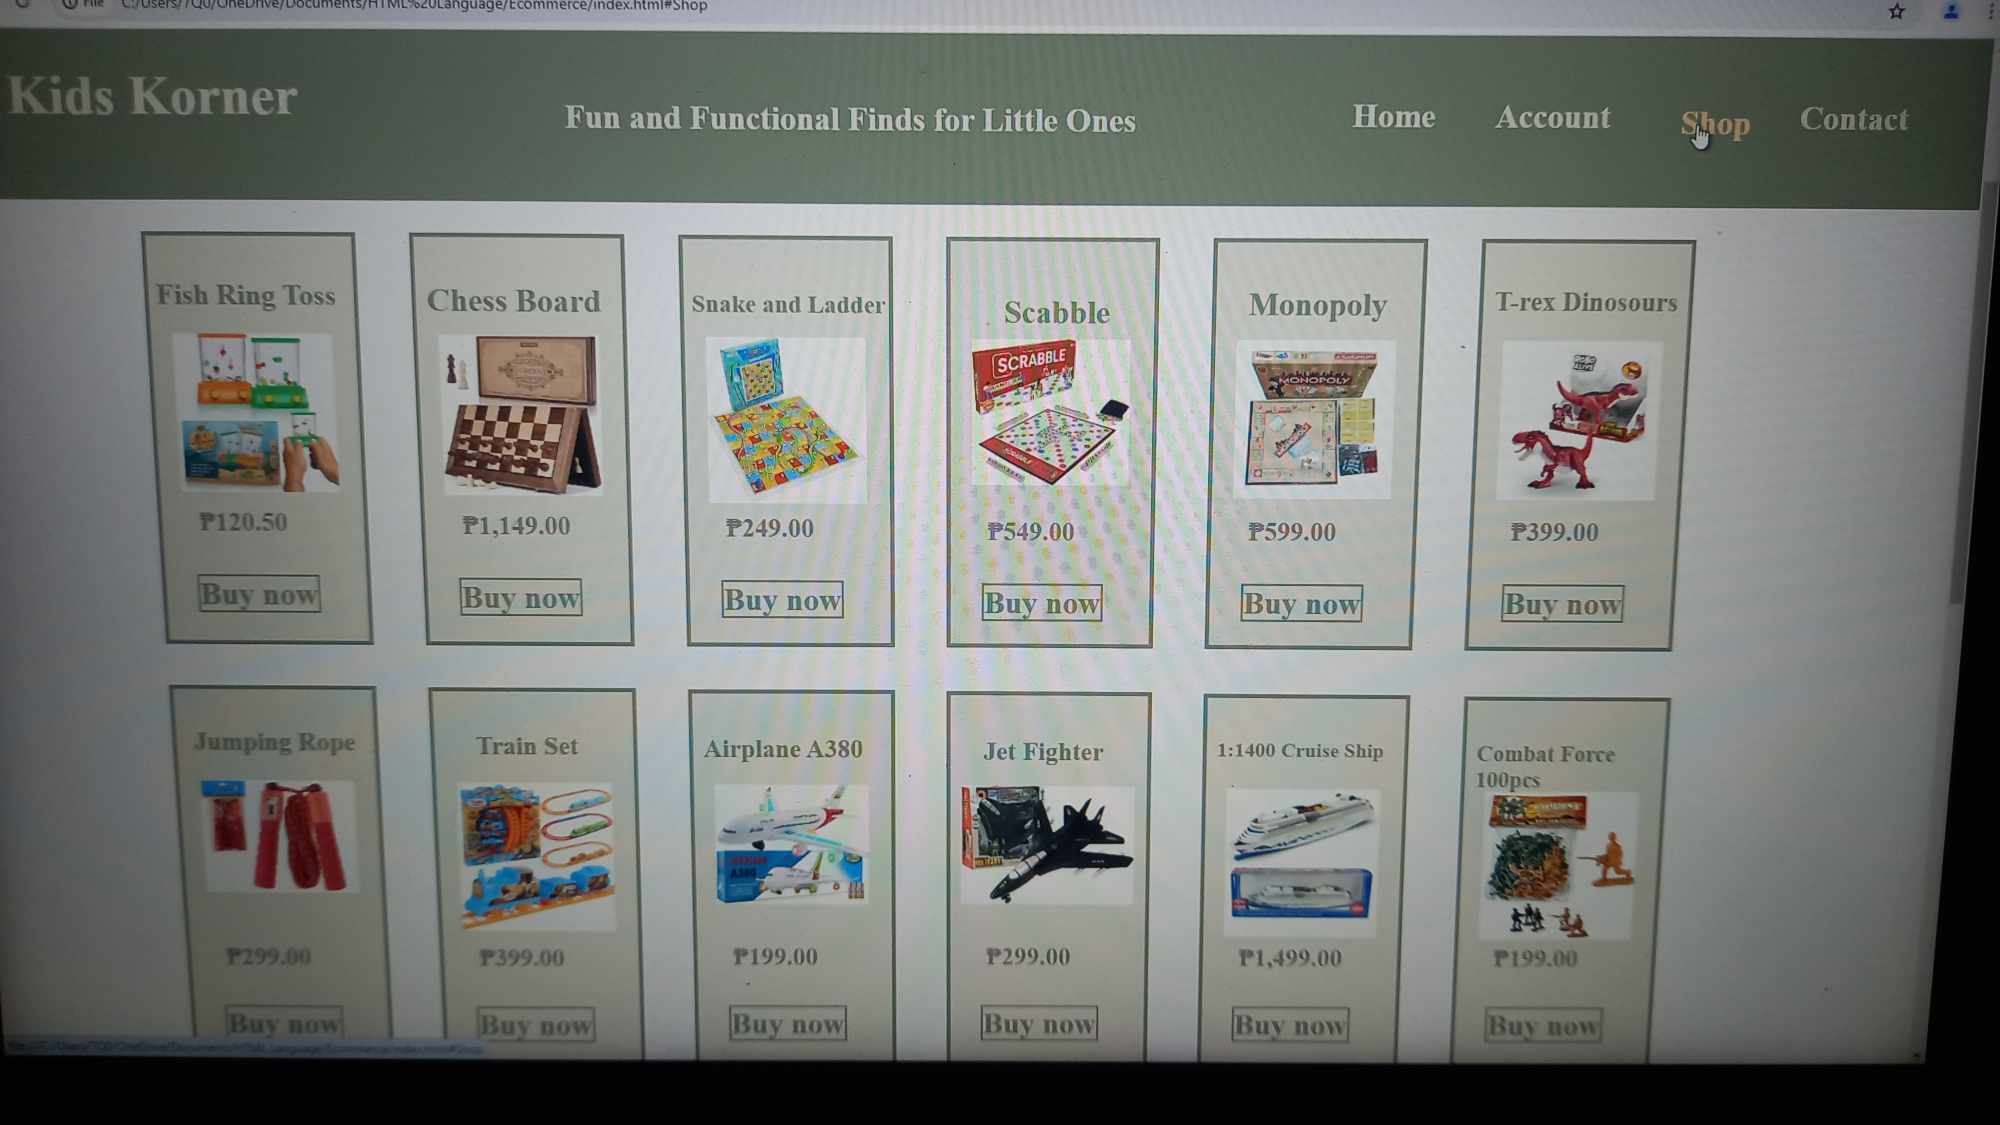 File C:/Users/7Q0/OneDrive/Documents/HTML%20Language/Ecommerce/index.html#Shop
Kids Korner
Fun and Functional Finds for Little Ones
Home Account Shop Contact
Fish Ring Toss Chess Board Snake and Ladder Scabble Monopoly T-rex Dinosours
SCRABBLE
MONOPOLY
₱120.50 ₱1,149.00 ₱249.00 ₱549.00 ₱599.00 ₱399.00
Buy now Buy now Buy now Buy now Buy now Buy now
Jumping Rope Train Set Airplane A380 Jet Fighter 1:1400 Cruise Ship Combat Force
100pcs
A380
₱299.00 ₱399.00 ₱199.00 ₱299.00 ₱1,499.00 ₱199.00
Buy now Buy now Buy now Buy now Buy now Buy now